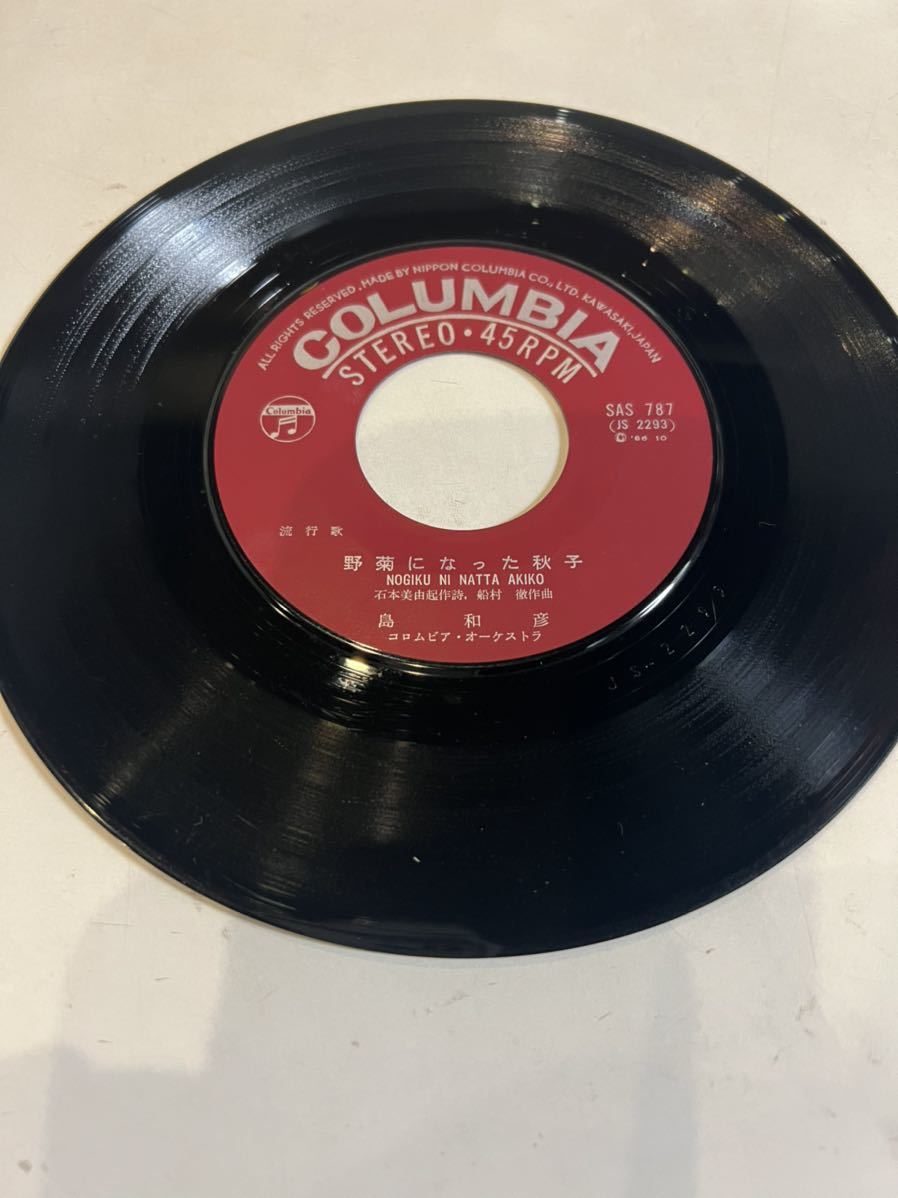 ALL RIGHTS RESERVED, MADE BY NIPPON COLUMBIA CO., LTD. KAWASAKI, JAPAN
COLUMBIA
STEREO・45RPM
Columbia
SAS 787
(JS 2293)
Ⓒ '66 10
流行歌
野菊になった秋子
NOGIKU NI NATTA AKIKO
石本美由起作詩, 船村 徹作曲
島 和彦
コロムビア・オーケストラ
JS-2293